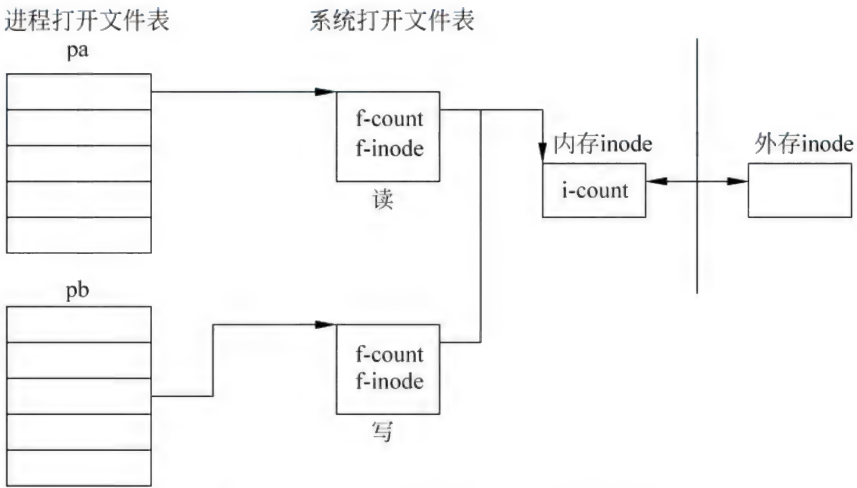 进程打开文件表
系统打开文件表
pa
f-count
f-inode
读
内存inode
i-count
外存inode
pb
f-count
f-inode
写